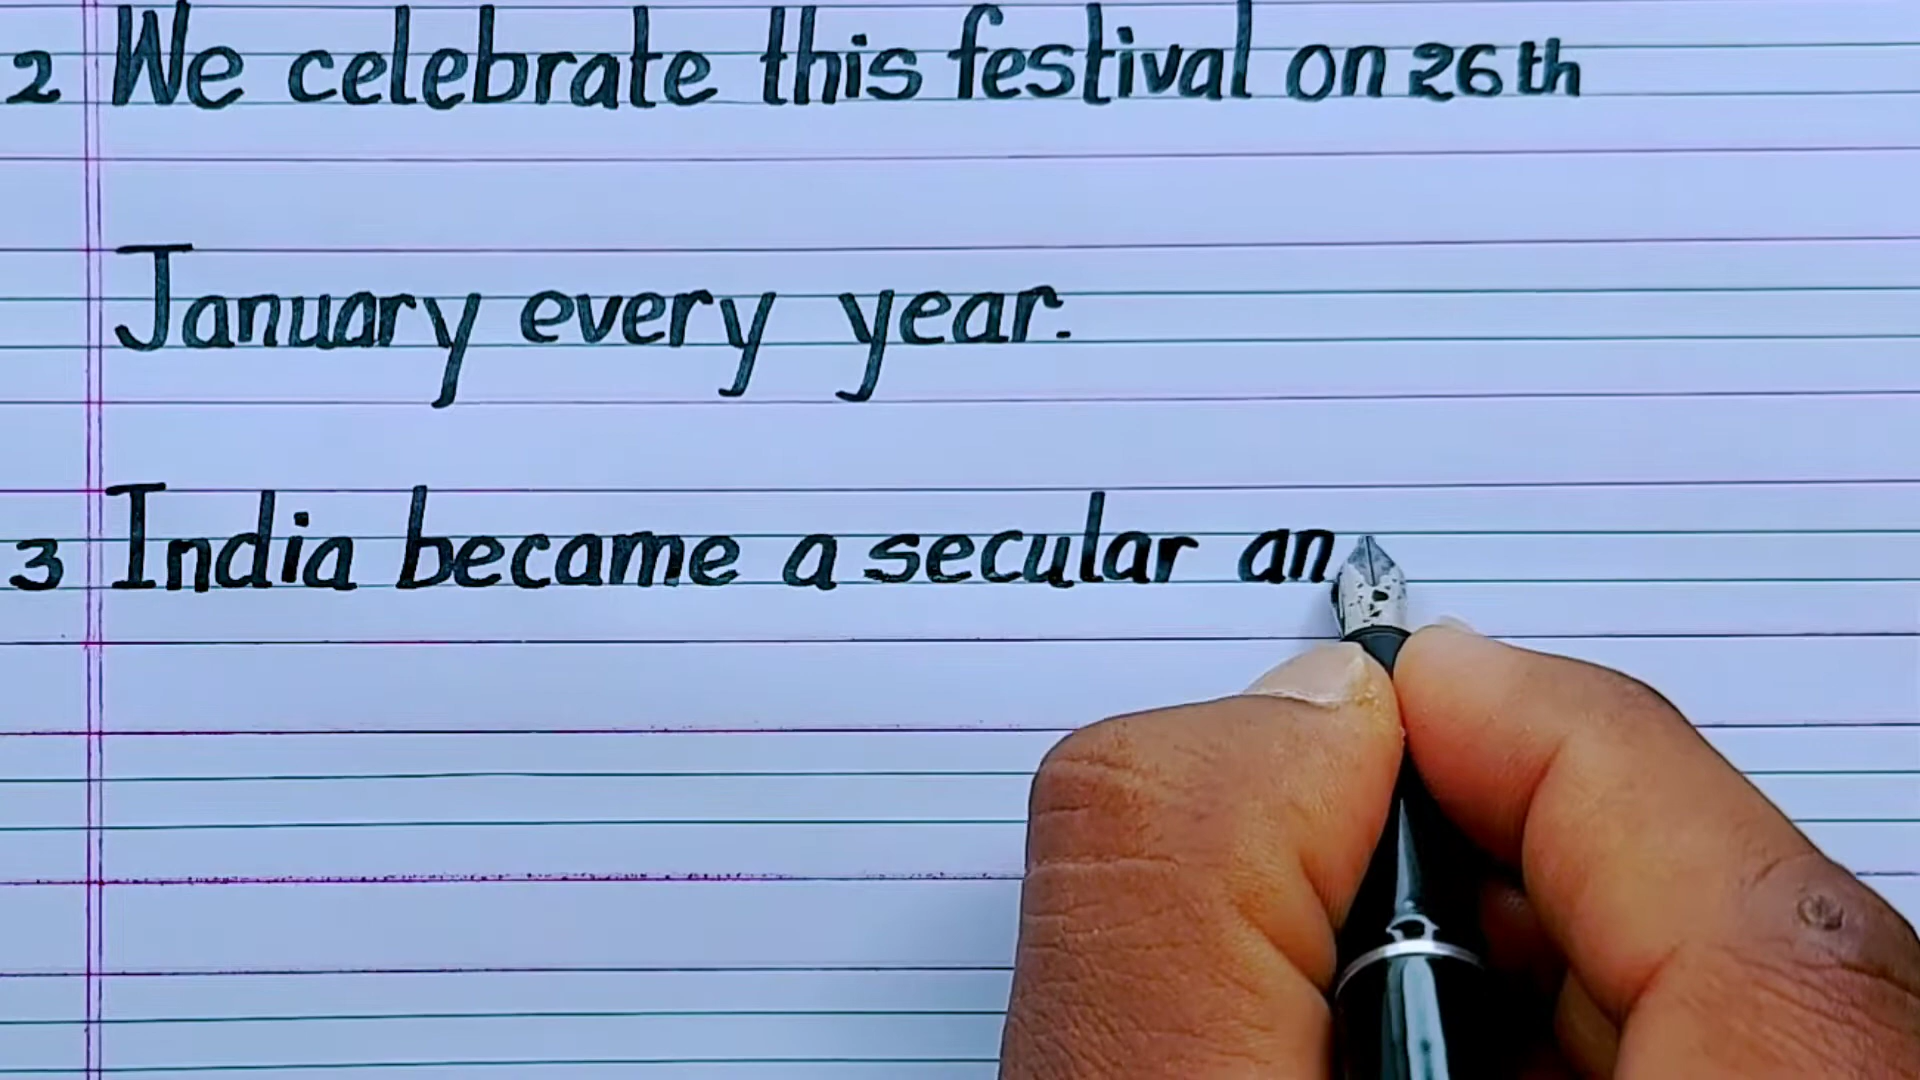 2 We celebrate this festival on 26th
January every year.
3 India became a secular an